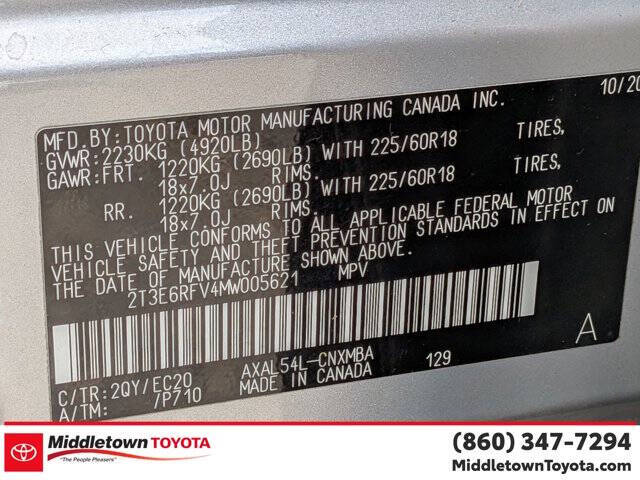 MFD.BY:TOYOTA MOTOR MANUFACTURING CANADA INC. 10/20
GVWR:2230KG (4920LB)
GAWR:FRT. 1220KG (2690LB) WITH 225/60R18 TIRES,
18x7.0J RIMS.
RR. 1220KG (2690LB) WITH 225/60R18 TIRES,
18x7.0J RIMS.
THIS VEHICLE CONFORMS TO ALL APPLICABLE FEDERAL MOTOR
VEHICLE SAFETY AND THEFT PREVENTION STANDARDS IN EFFECT ON
THE DATE OF MANUFACTURE SHOWN ABOVE.
2T3E6RFV4MW005621 MPV
A
AXAL54L-CNXMBA 129
C/TR:2QY/EC20 MADE IN CANADA
A/TM: /P710
TOYOTA
Middletown TOYOTA
"The People Pleasers"
(860) 347-7294
MiddletownToyota.com